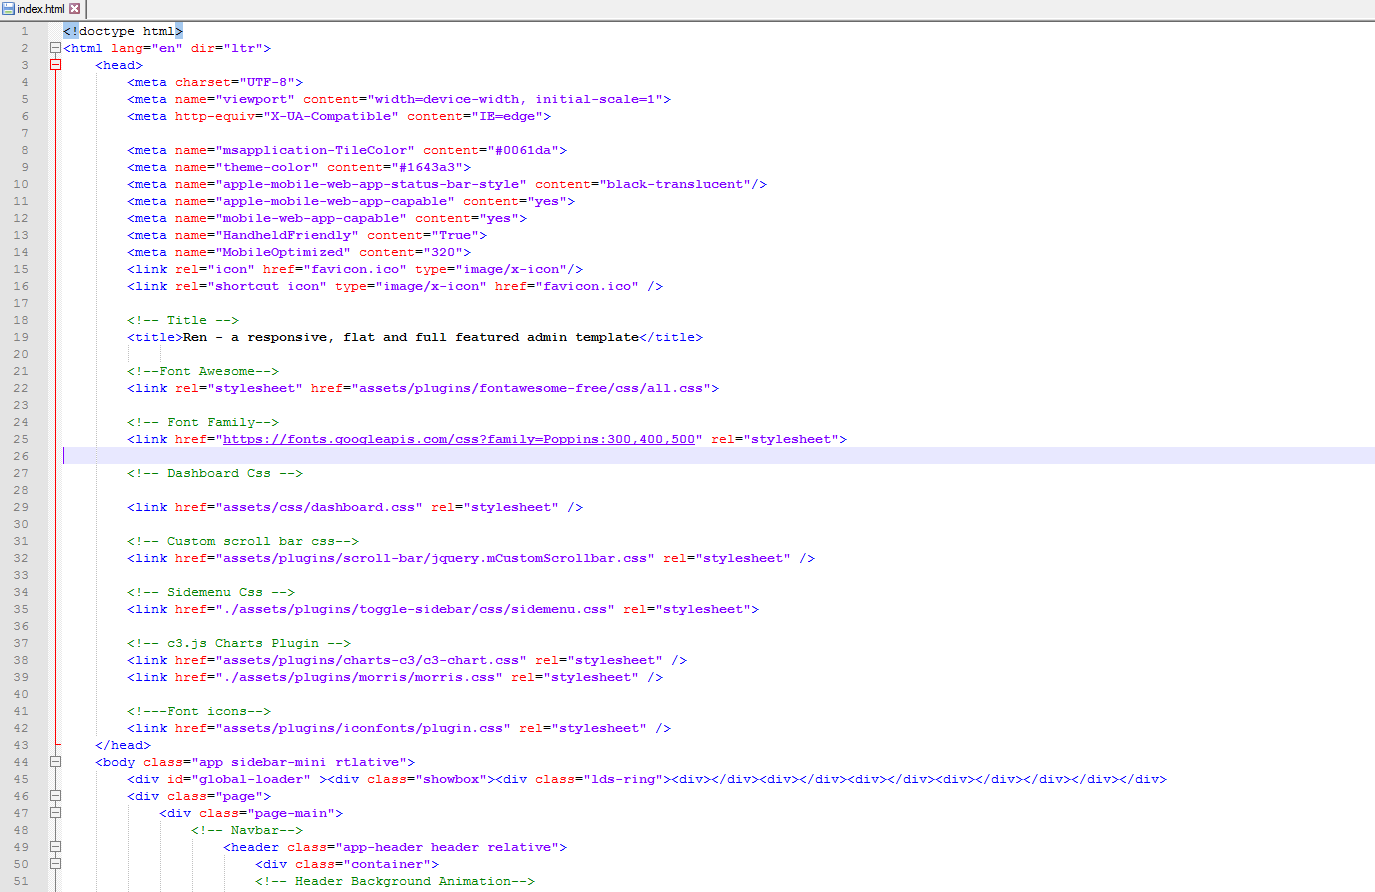 index.html
1 <!doctype html>
2 <html lang="en" dir="ltr">
3 <head>
4 <meta charset="UTF-8">
5 <meta name="viewport" content="width=device-width, initial-scale=1">
6 <meta http-equiv="X-UA-Compatible" content="IE=edge">
7
8 <meta name="msapplication-TileColor" content="#0061da">
9 <meta name="theme-color" content="#1643a3">
10 <meta name="apple-mobile-web-app-status-bar-style" content="black-translucent"/>
11 <meta name="apple-mobile-web-app-capable" content="yes">
12 <meta name="mobile-web-app-capable" content="yes">
13 <meta name="HandheldFriendly" content="True">
14 <meta name="MobileOptimized" content="320">
15 <link rel="icon" href="favicon.ico" type="image/x-icon"/>
16 <link rel="shortcut icon" type="image/x-icon" href="favicon.ico" />
17
18 <!-- Title -->
19 <title>Ren - a responsive, flat and full featured admin template</title>
20
21 <!--Font Awesome-->
22 <link rel="stylesheet" href="assets/plugins/fontawesome-free/css/all.css">
23
24 <!-- Font Family-->
25 <link href="https://fonts.googleapis.com/css?family=Poppins:300,400,500" rel="stylesheet">
26
27 <!-- Dashboard Css -->
28
29 <link href="assets/css/dashboard.css" rel="stylesheet" />
30
31 <!-- Custom scroll bar css-->
32 <link href="assets/plugins/scroll-bar/jquery.mCustomScrollbar.css" rel="stylesheet" />
33
34 <!-- Sidemenu Css -->
35 <link href="./assets/plugins/toggle-sidebar/css/sidemenu.css" rel="stylesheet">
36
37 <!-- c3.js Charts Plugin -->
38 <link href="assets/plugins/charts-c3/c3-chart.css" rel="stylesheet" />
39 <link href="./assets/plugins/morris/morris.css" rel="stylesheet" />
40
41 <!---Font icons-->
42 <link href="assets/plugins/iconfonts/plugin.css" rel="stylesheet" />
43 </head>
44 <body class="app sidebar-mini rtlative">
45 <div id="global-loader" ><div class="showbox"><div class="lds-ring"><div></div><div></div><div></div><div></div></div></div></div>
46 <div class="page">
47 <div class="page-main">
48 <!-- Navbar-->
49 <header class="app-header header relative">
50 <div class="container">
51 <!-- Header Background Animation-->